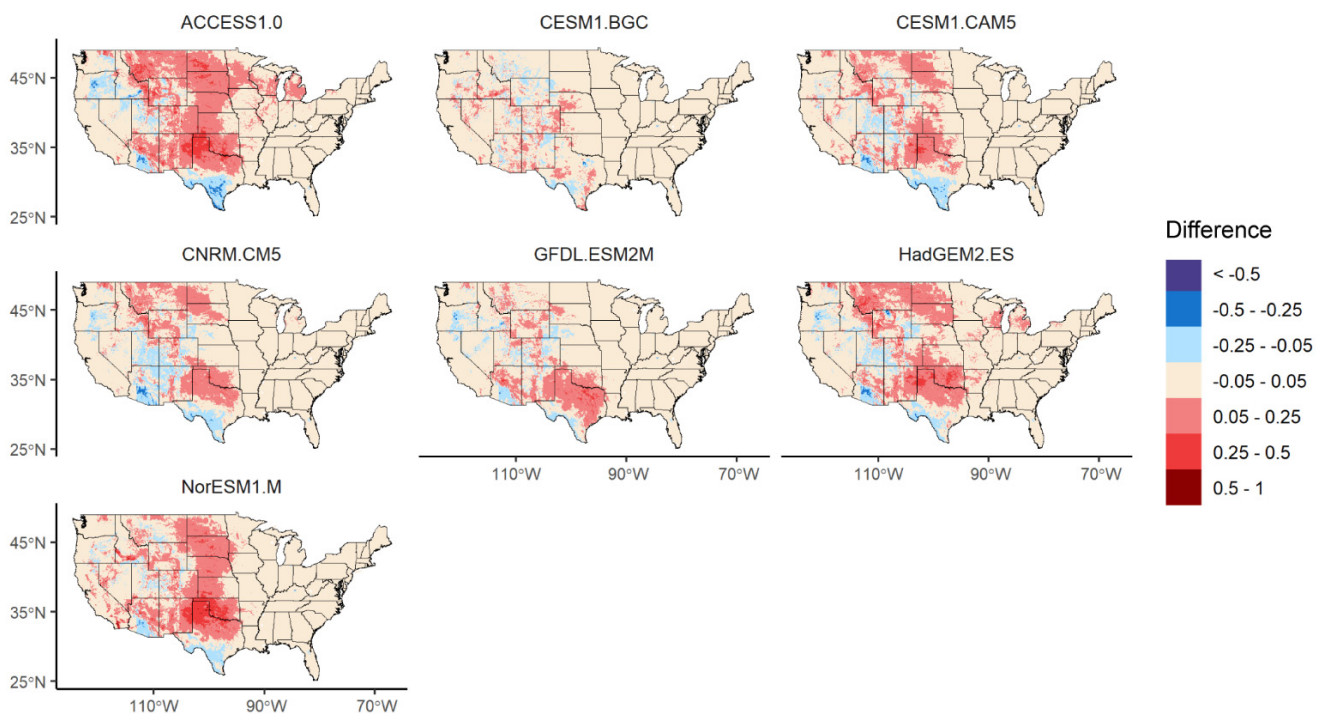 ACCESS1.0 CESM1.BGC CESM1.CAM5
45°N
35°N
25°N
CNRM.CM5 GFDL.ESM2M HadGEM2.ES
45°N
35°N
25°N
110°W 90°W 70°W 110°W 90°W 70°W
NorESM1.M
45°N
35°N
25°N
110°W 90°W 70°W
Difference
< -0.5
-0.5 - -0.25
-0.25 - -0.05
-0.05 - 0.05
0.05 - 0.25
0.25 - 0.5
0.5 - 1